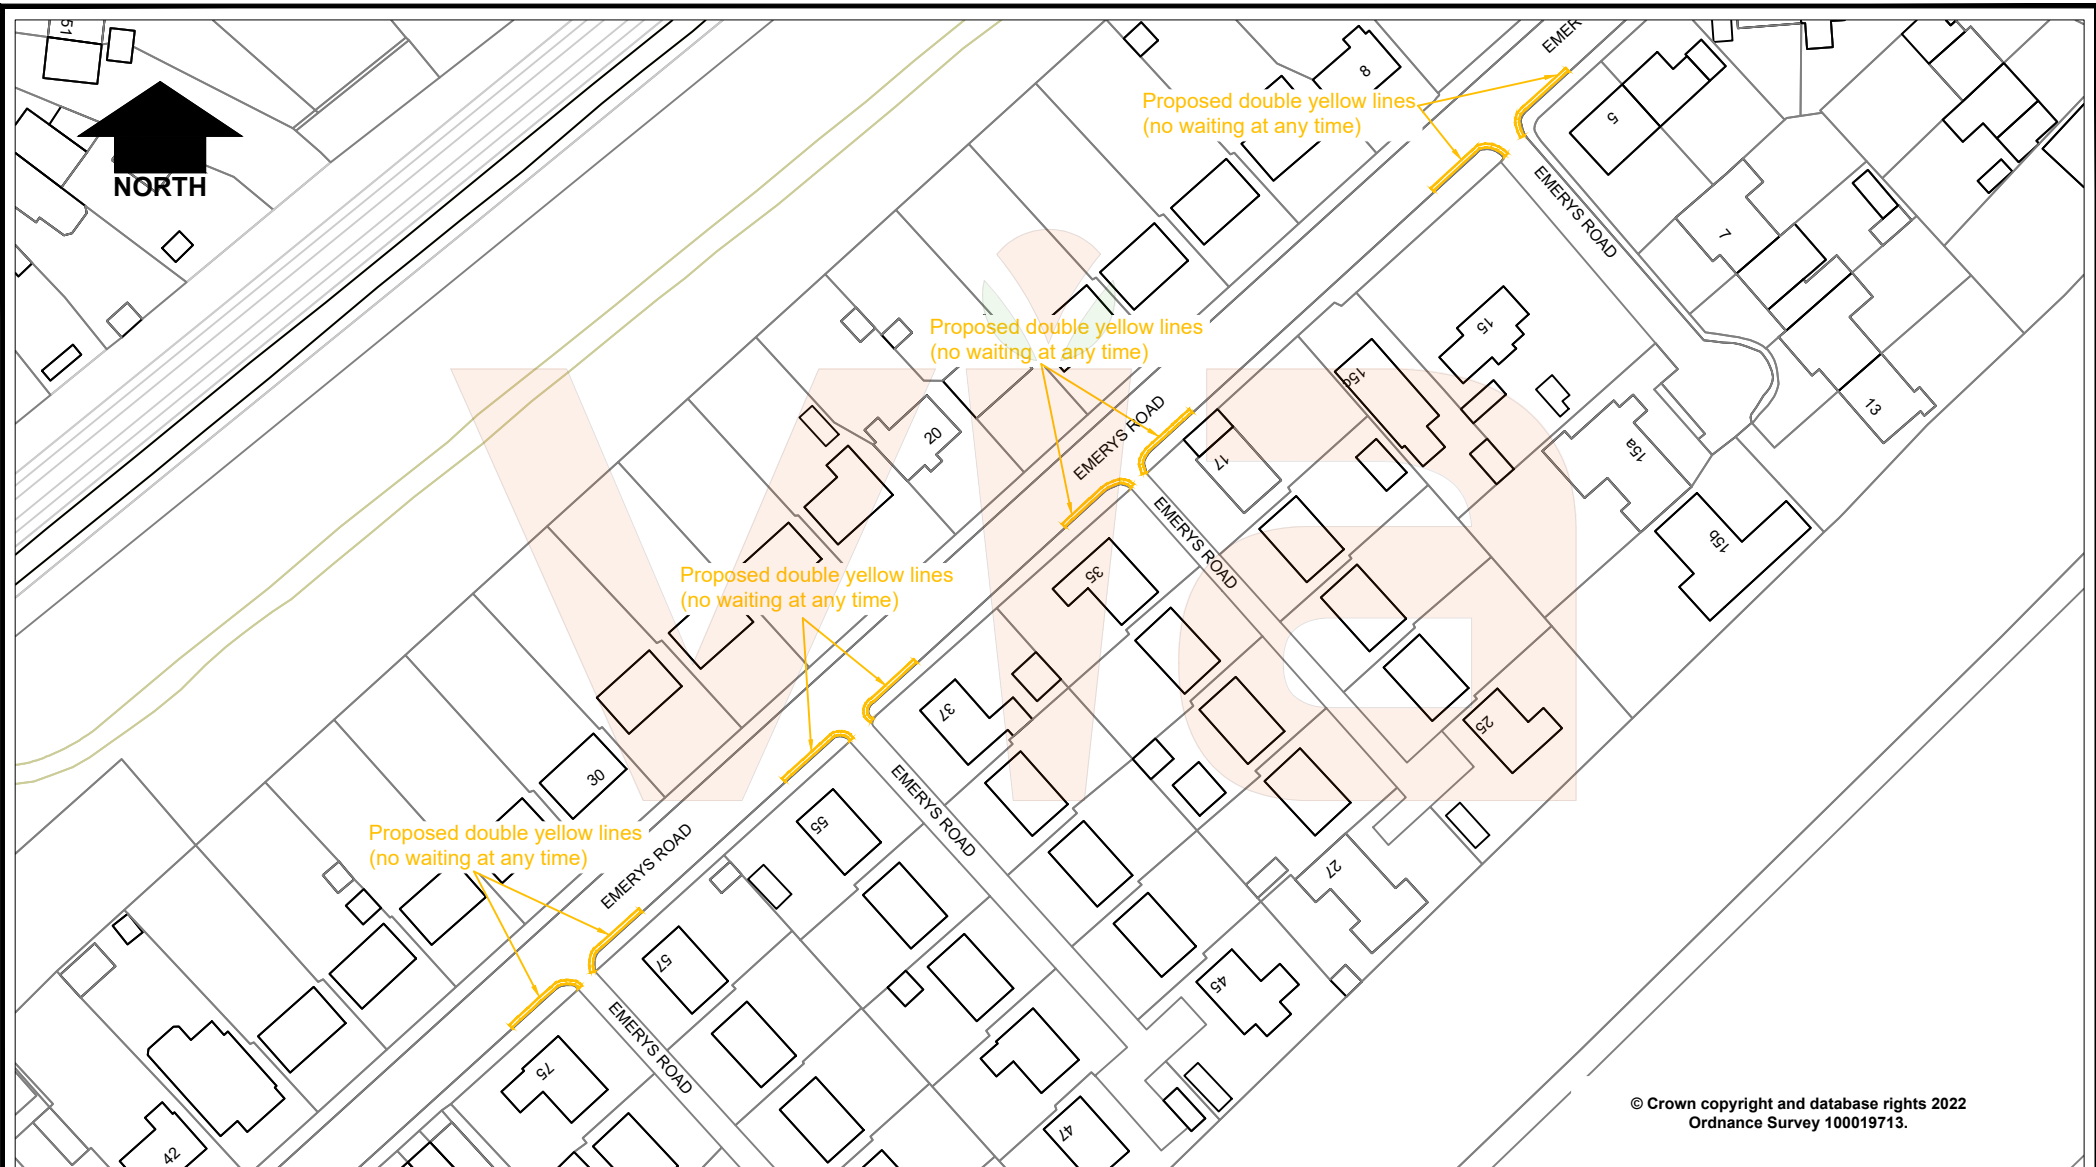 51
NORTH
EMER
8
Proposed double yellow lines
(no waiting at any time)
5
EMERYS ROAD
7
15
Proposed double yellow lines
(no waiting at any time)
15c
13
EMERYS ROAD
20
17
15a
EMERYS ROAD
15b
Proposed double yellow lines
(no waiting at any time)
35
37
25
30
EMERYS ROAD
55
Proposed double yellow lines
(no waiting at any time)
EMERYS ROAD
27
57
45
EMERYS ROAD
75
42
47
via
© Crown copyright and database rights 2022
Ordnance Survey 100019713.